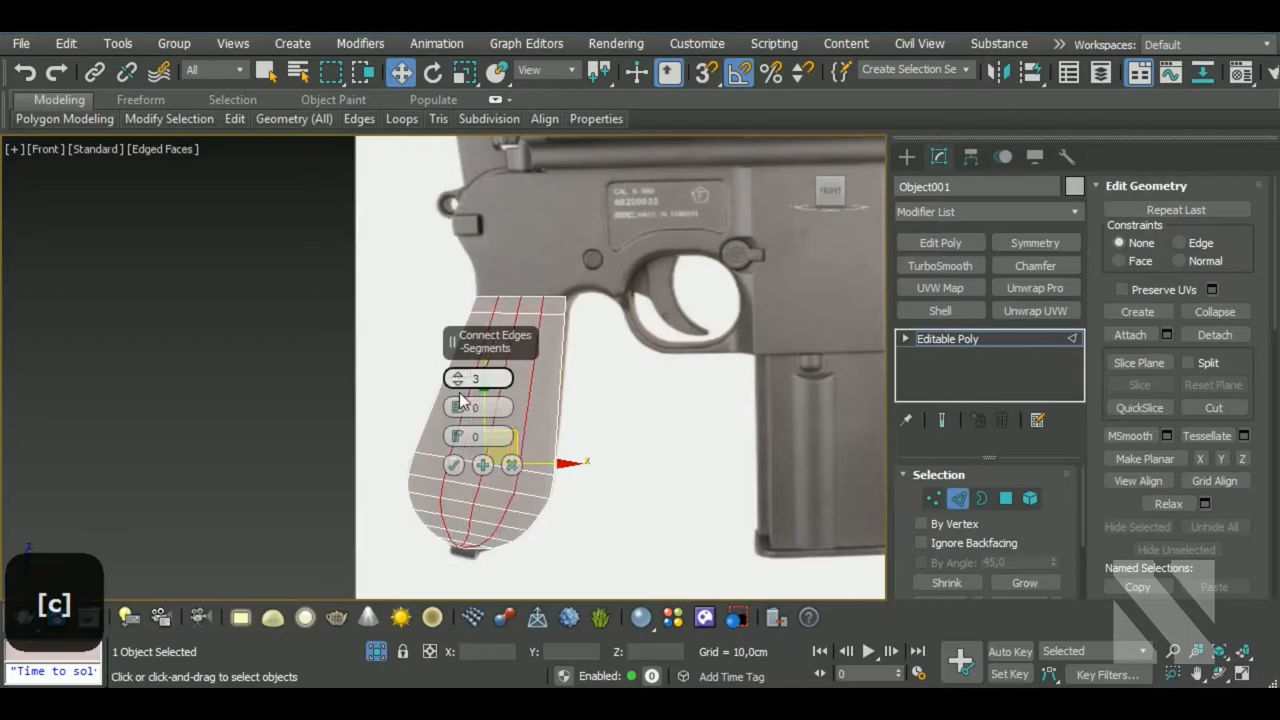 File Edit Tools Group Views Create Modifiers Animation Graph Editors Rendering Customize Scripting Content Civil View Substance Workspaces: Default
All View Create Selection Se
Modeling Freeform Selection Object Paint Populate
Polygon Modeling Modify Selection Edit Geometry (All) Edges Loops Tris Subdivision Align Properties
[+] [Front] [Standard] [Edged Faces]
FRONT
Connect Edges
-Segments
3
0
0
z
Object001
Modifier List
Edit Poly Symmetry
TurboSmooth Chamfer
UVW Map Unwrap Pro
Shell Unwrap UVW
Editable Poly
Selection
By Vertex
Ignore Backfacing
By Angle: 45,0
Shrink Grow
Edit Geometry
Repeat Last
Constraints
None Edge
Face Normal
Preserve UVs
Create Collapse
Attach Detach
Slice Plane Split
Slice Reset Plane
QuickSlice Cut
MSmooth Tessellate
Make Planar X Y Z
View Align Grid Align
Relax
Hide Selected Unhide All
Hide Unselected
Named Selections:
Copy Paste
[c]
"Time to sol
1 Object Selected X: Y: Z: Grid = 10,0cm Auto Key Selected
Click or click-and-drag to select objects Enabled: 0 Add Time Tag 0 Set Key Key Filters...